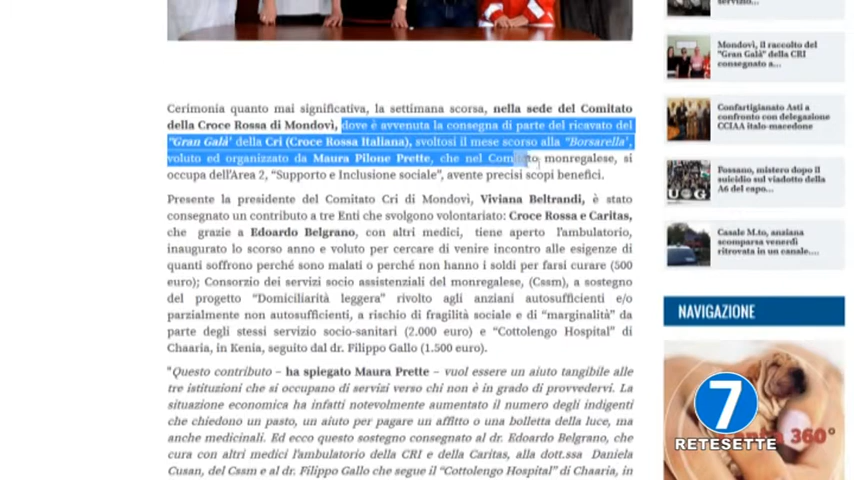 Cerimonia quanto mai significativa, la settimana scorsa, nella sede del Comitato
della Croce Rossa di Mondovì, dove è avvenuta la consegna di parte del ricavato del
"Gran Galà" della Cri (Croce Rossa Italiana), svoltosi il mese scorso alla "Borsarella",
voluto ed organizzato da Maura Pilone Prette, che nel Comitato monregalese, si
occupa dell'Area 2, "Supporto e Inclusione sociale", avente precisi scopi benefici.
Presente la presidente del Comitato Cri di Mondovì, Viviana Beltrandi, è stato
consegnato un contributo a tre Enti che svolgono volontariato: Croce Rossa e Caritas,
che grazie a Edoardo Belgrano, con altri medici, tiene aperto l'ambulatorio,
inaugurato lo scorso anno e voluto per cercare di venire incontro alle esigenze di
quanti soffrono perché sono malati o perché non hanno i soldi per farsi curare (500
euro); Consorzio dei servizi socio assistenziali del monregalese, (Cssm), a sostegno
del progetto "Domiciliarità leggera" rivolto agli anziani autosufficienti e/o
parzialmente non autosufficienti, a rischio di fragilità sociale e di "marginalità" da
parte degli stessi servizio socio-sanitari (2.000 euro) e "Cottolengo Hospital" di
Chaaria, in Kenia, seguito dal dr. Filippo Gallo (1.500 euro).
"Questo contributo – ha spiegato Maura Prette – vuol essere un aiuto tangibile alle
tre istituzioni che si occupano di servizi verso chi non è in grado di provvedervi. La
situazione economica ha infatti notevolmente aumentato il numero degli indigenti
che chiedono un pasto, un aiuto per pagare un affitto o una bolletta della luce, ma
anche medicinali. Ed ecco questo sostegno consegnato al dr. Edoardo Belgrano, che
cura con altri medici l'ambulatorio della CRI e della Caritas, alla dott.ssa Daniela
Cusan, del Cssm e al dr. Filippo Gallo che segue il "Cottolengo Hospital" di Chaaria, in
servizio...
Mondovì, il raccolto del
"Gran Galà" della CRI
consegnato a...
Confartigianato Asti a
confronto con delegazione
CCIAA italo-macedone
Fossano, mistero dopo il
suicidio sul viadotto della
A6 del capo...
Casale M.to, anziana
scomparsa venerdì
ritrovata in un canale....
NAVIGAZIONE
7
RETESETTE
360°